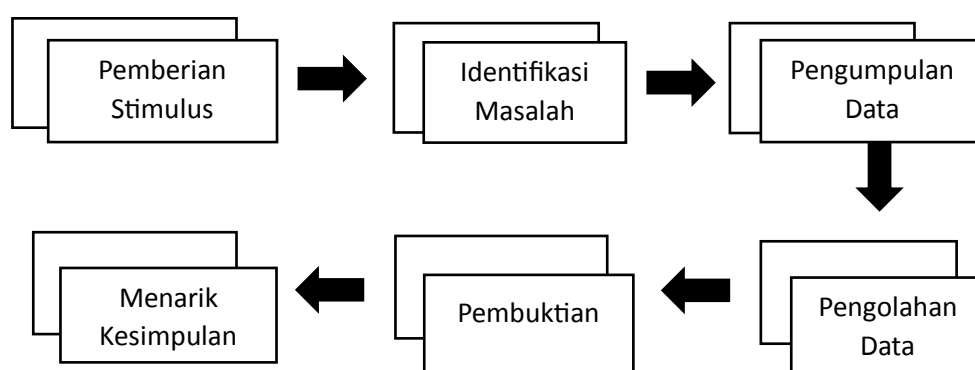 Pemberian
Stimulus
Identifikasi
Masalah
Pengumpulan
Data
Pengolahan
Data
Pembuktian
Menarik
Kesimpulan